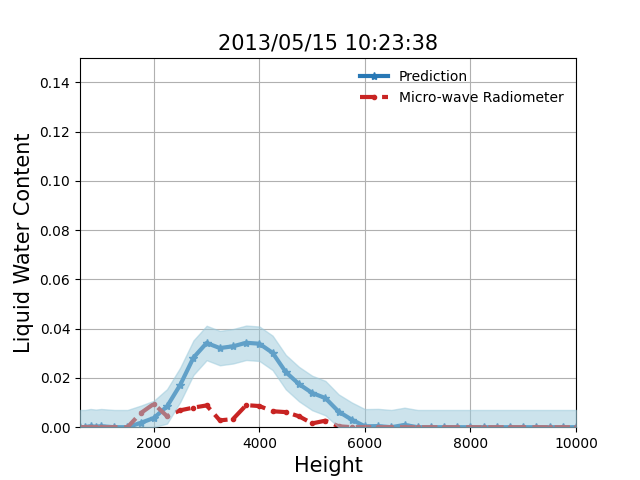 2013/05/15 10:23:38
Prediction
Micro-wave Radiometer
Liquid Water Content
0.14
0.12
0.10
0.08
0.06
0.04
0.02
0.00
2000 4000 6000 8000 10000
Height